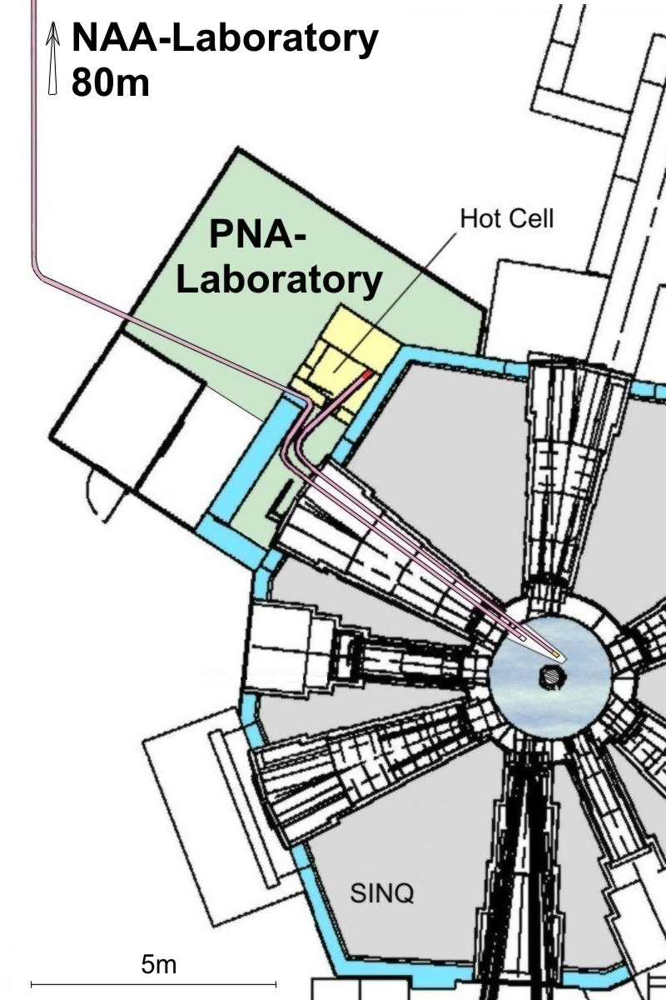 NAA-Laboratory
80m
Hot Cell
PNA-
Laboratory
SINQ
5m